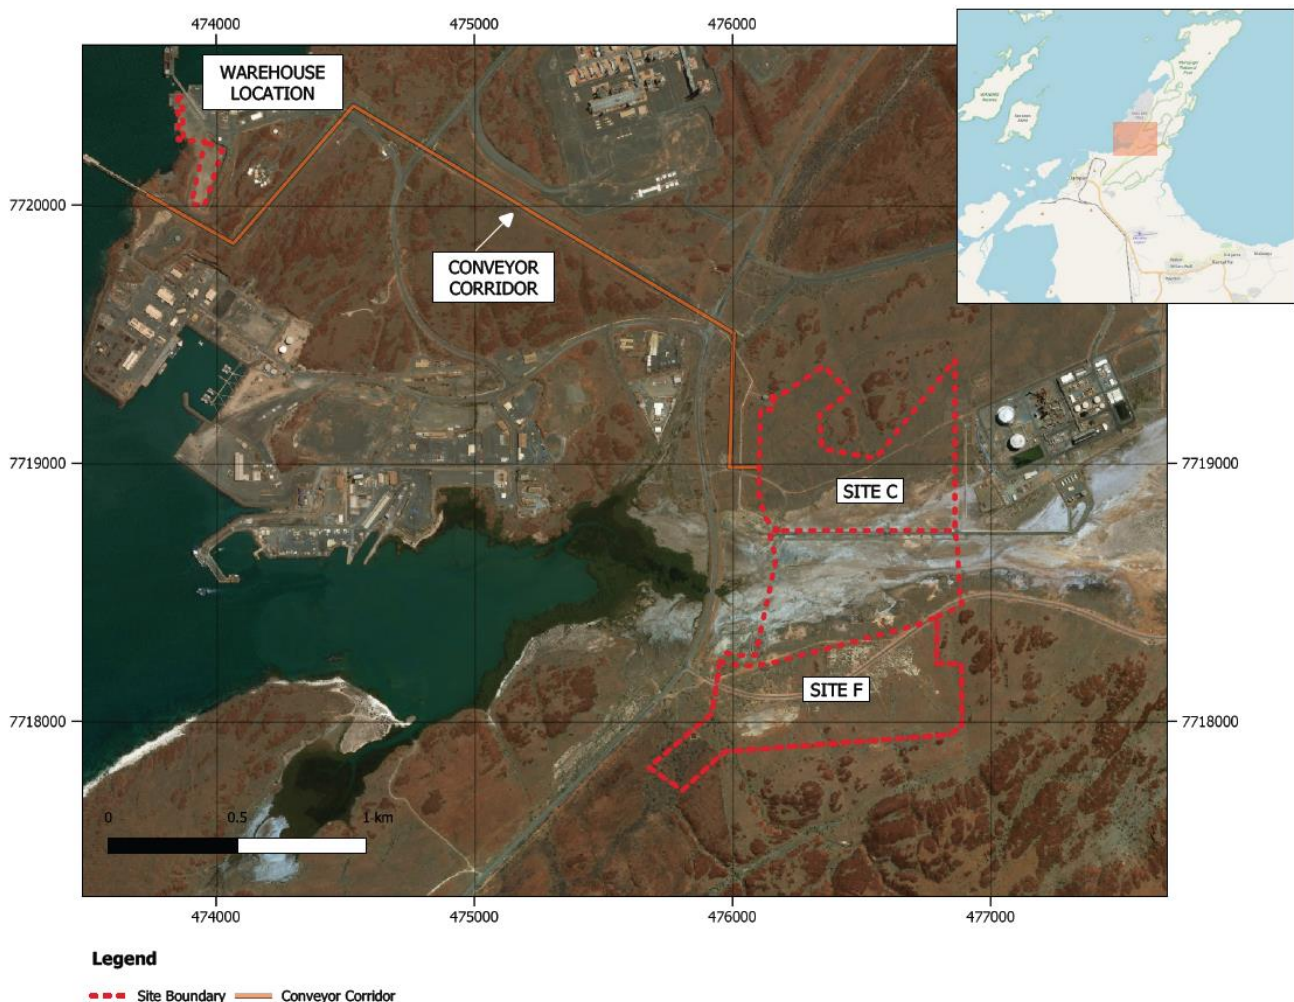 474000
475000
476000
WAREHOUSE
LOCATION
7720000
CONVEYOR
CORRIDOR
7719000
7719000
SITE C
SITE F
7718000
7718000
0
0.5
1 km
474000
475000
476000
477000
Legend
Site Boundary
Conveyor Corridor